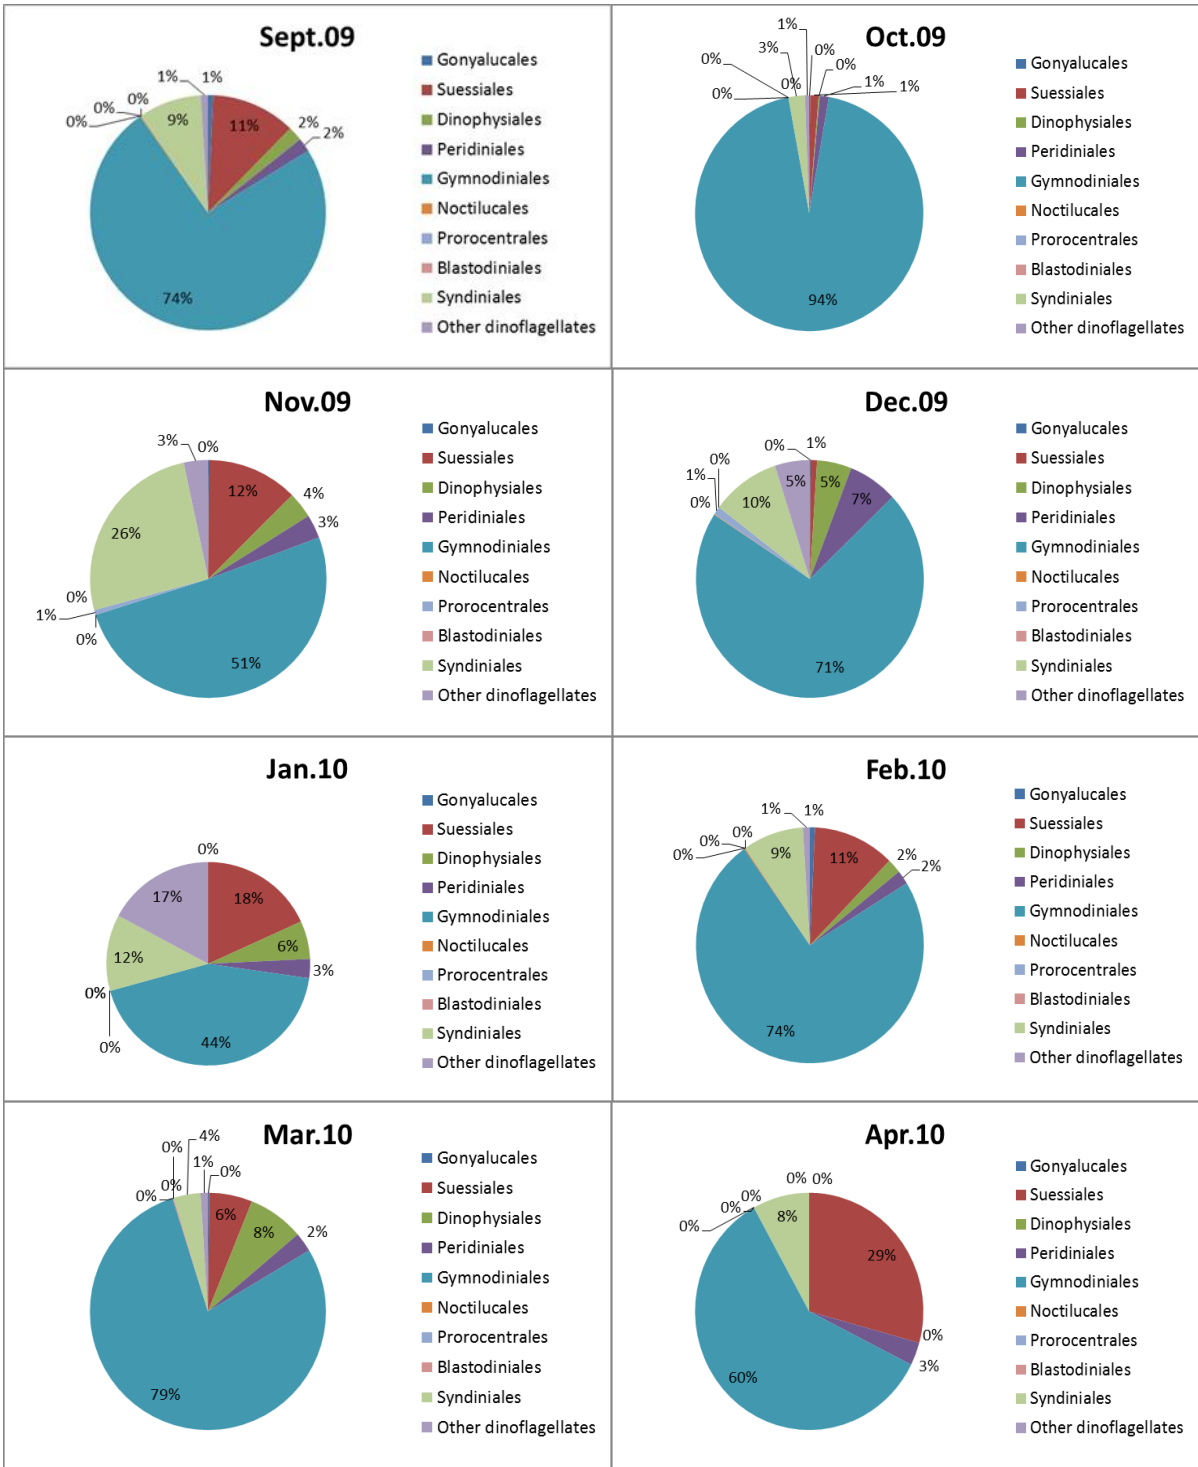 Sept.09
1% 1%
0%
0%
0%
9%
11%
2%
2%
74%
Gonyalucales
Suessiales
Dinophysiales
Peridiniales
Gymnodiniales
Noctilucales
Prorocentrales
Blastodiniales
Syndiniales
Other dinoflagellates
Oct.09
1%
3%
0%
0%
0%
0%
0%
1%
1%
94%
Gonyalucales
Suessiales
Dinophysiales
Peridiniales
Gymnodiniales
Noctilucales
Prorocentrales
Blastodiniales
Syndiniales
Other dinoflagellates
Nov.09
3%
0%
12%
4%
3%
26%
0%
1%
0%
51%
Gonyalucales
Suessiales
Dinophysiales
Peridiniales
Gymnodiniales
Noctilucales
Prorocentrales
Blastodiniales
Syndiniales
Other dinoflagellates
Dec.09
0%
1%
0%
1%
0%
10%
5%
5%
7%
71%
Gonyalucales
Suessiales
Dinophysiales
Peridiniales
Gymnodiniales
Noctilucales
Prorocentrales
Blastodiniales
Syndiniales
Other dinoflagellates
Jan.10
0%
17%
18%
6%
3%
12%
0%
0%
44%
Gonyalucales
Suessiales
Dinophysiales
Peridiniales
Gymnodiniales
Noctilucales
Prorocentrales
Blastodiniales
Syndiniales
Other dinoflagellates
Feb.10
1%
1%
0%
0%
0%
9%
11%
2%
2%
74%
Gonyalucales
Suessiales
Dinophysiales
Peridiniales
Gymnodiniales
Noctilucales
Prorocentrales
Blastodiniales
Syndiniales
Other dinoflagellates
Mar.10
4%
0%
1%
0%
0%
0%
6%
8%
2%
79%
Gonyalucales
Suessiales
Dinophysiales
Peridiniales
Gymnodiniales
Noctilucales
Prorocentrales
Blastodiniales
Syndiniales
Other dinoflagellates
Apr.10
0% 0%
0%
0%
0%
8%
29%
0%
3%
60%
Gonyalucales
Suessiales
Dinophysiales
Peridiniales
Gymnodiniales
Noctilucales
Prorocentrales
Blastodiniales
Syndiniales
Other dinoflagellates